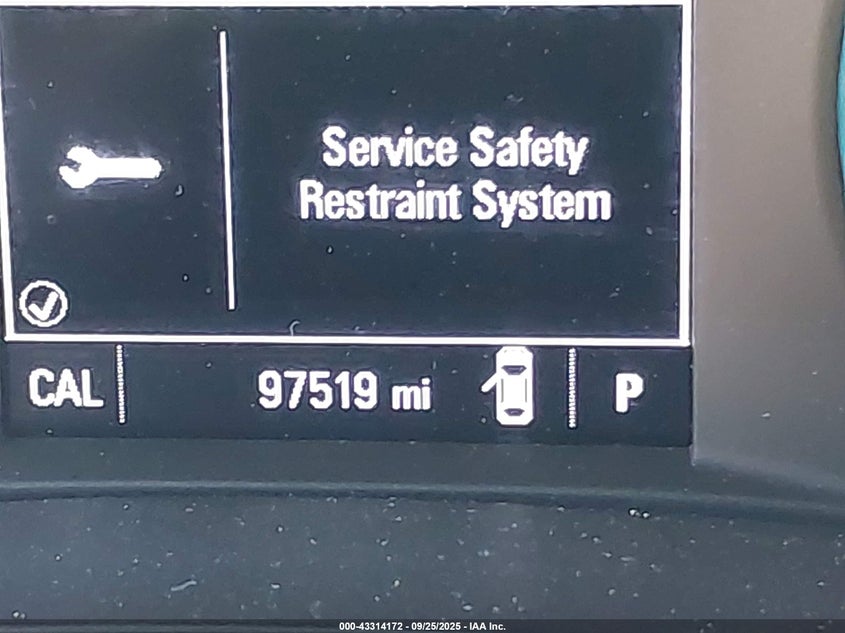 Service Safety
Restraint System
CAL 97519 mi P
000-43314172 - 09/25/2025 - IAA Inc.